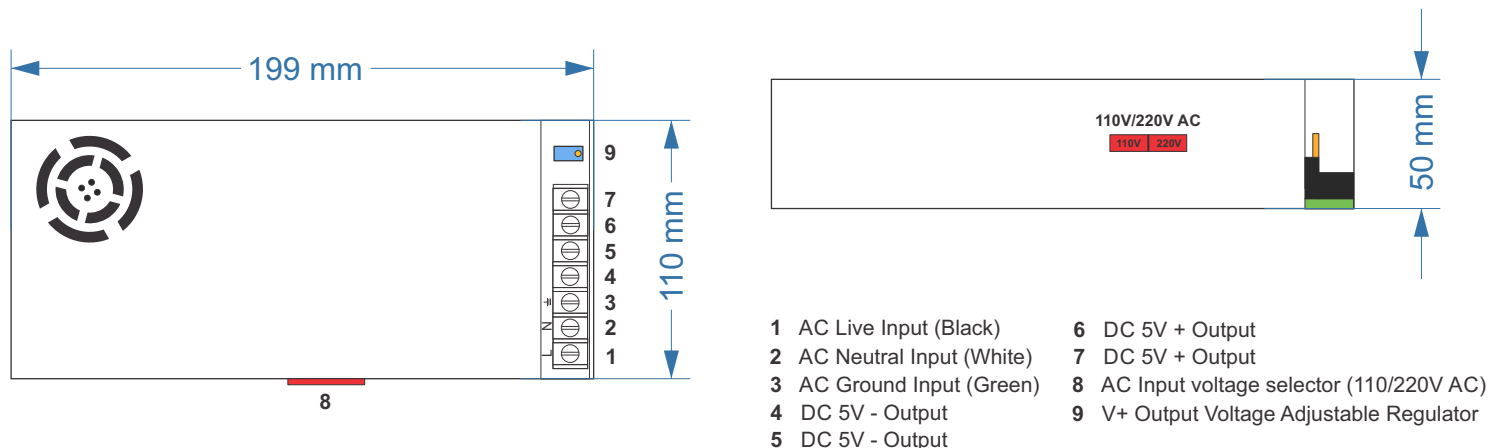 199 mm
110 mm
9
7
6
5
4
3
2
1
N
L
8
110V/220V AC
110V 220V
50 mm
1 AC Live Input (Black)
2 AC Neutral Input (White)
3 AC Ground Input (Green)
4 DC 5V - Output
5 DC 5V - Output
6 DC 5V + Output
7 DC 5V + Output
8 AC Input voltage selector (110/220V AC)
9 V+ Output Voltage Adjustable Regulator